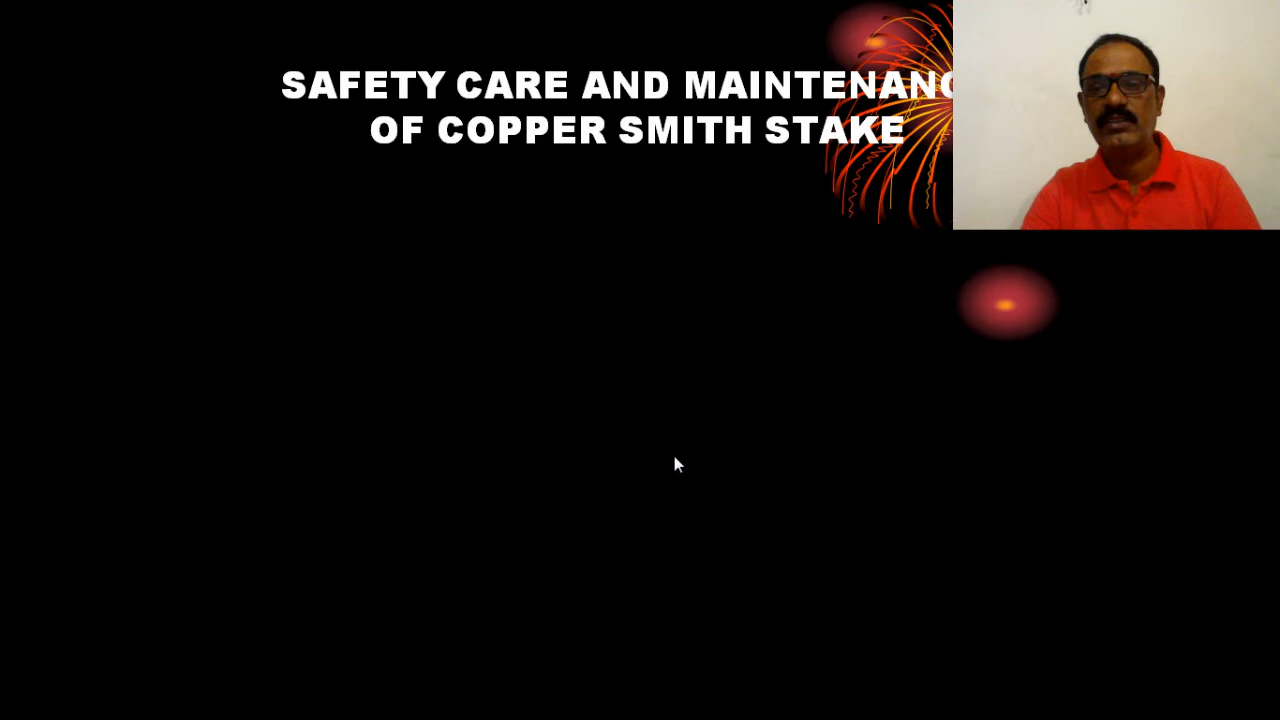 SAFETY CARE AND MAINTENANC
OF COPPER SMITH STAKE